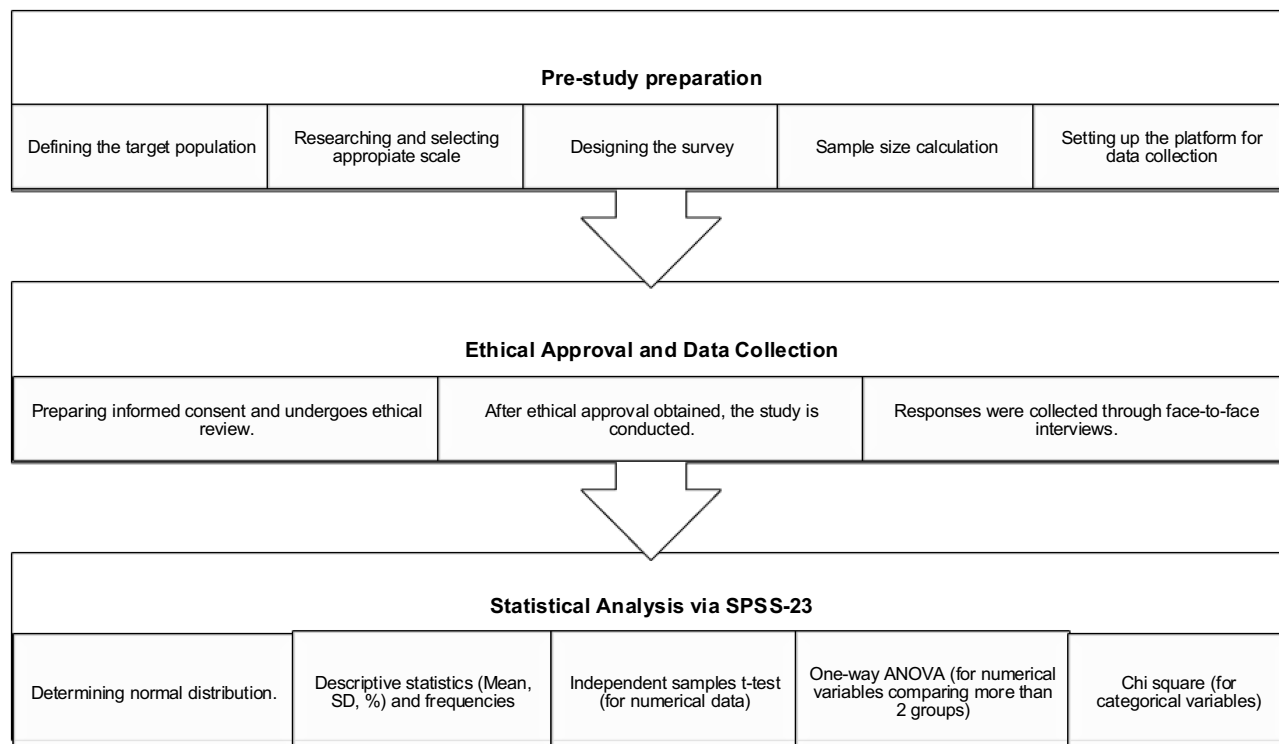 Pre-study preparation
Defining the target population
Researching and selecting
appropiate scale
Designing the survey
Sample size calculation
Setting up the platform for
data collection
Ethical Approval and Data Collection
Preparing informed consent and undergoes ethical
review.
After ethical approval obtained, the study is
conducted.
Responses were collected through face-to-face
interviews.
Statistical Analysis via SPSS-23
Determining normal distribution.
Descriptive statistics (Mean,
SD, %) and frequencies
Independent samples t-test
(for numerical data)
One-way ANOVA (for numerical
variables comparing more than
2 groups)
Chi square (for
categorical variables)